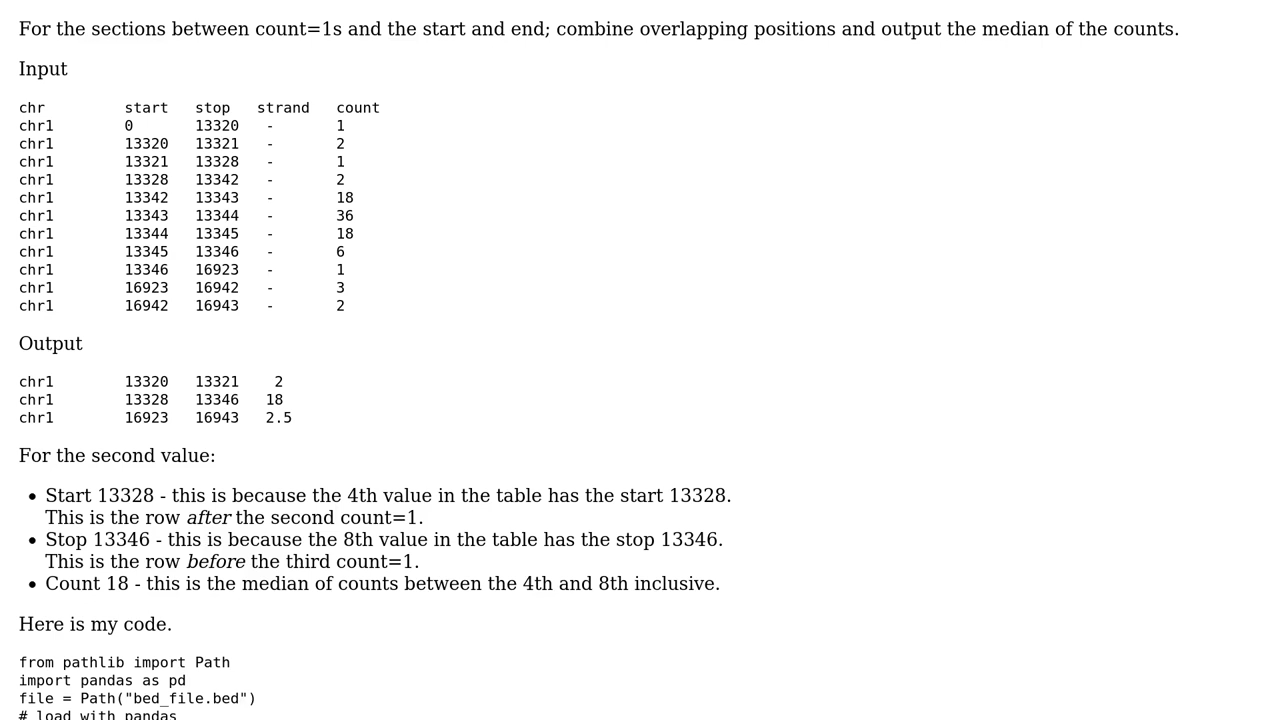 For the sections between count=1s and the start and end; combine overlapping positions and output the median of the counts.
Input
chr start stop strand count
chr1 0 13320 - 1
chr1 13320 13321 - 2
chr1 13321 13328 - 1
chr1 13328 13342 - 2
chr1 13342 13343 - 18
chr1 13343 13344 - 36
chr1 13344 13345 - 18
chr1 13345 13346 - 6
chr1 13346 16923 - 1
chr1 16923 16942 - 3
chr1 16942 16943 - 2
Output
chr1 13320 13321 2
chr1 13328 13346 18
chr1 16923 16943 2.5
For the second value:
• Start 13328 - this is because the 4th value in the table has the start 13328.
This is the row after the second count=1.
• Stop 13346 - this is because the 8th value in the table has the stop 13346.
This is the row before the third count=1.
• Count 18 - this is the median of counts between the 4th and 8th inclusive.
Here is my code.
from pathlib import Path
import pandas as pd
file = Path("bed_file.bed")
# load with pandas